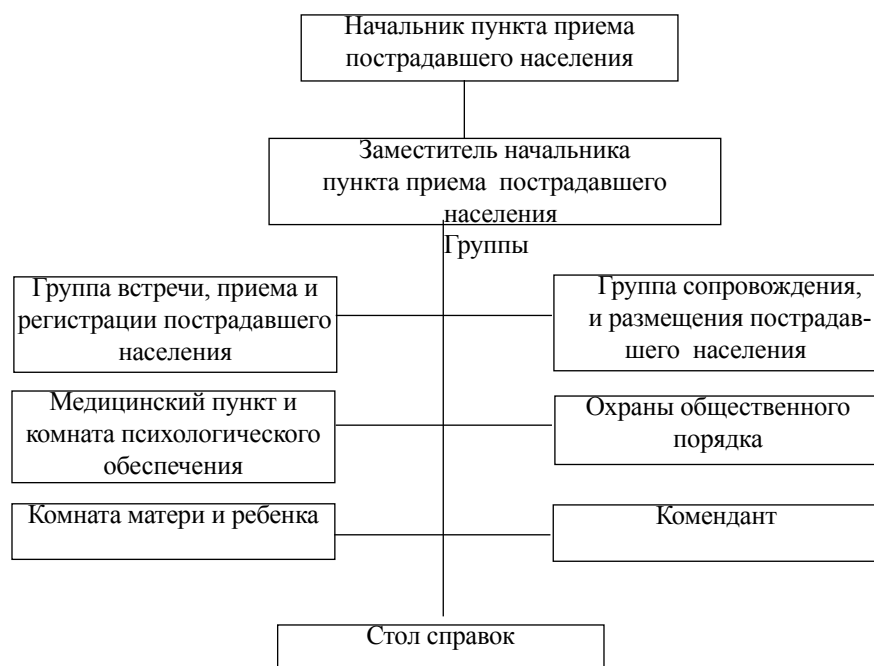 Начальник пункта приема
пострадавшего населения
Заместитель начальника
пункта приема пострадавшего
населения
Группы
Группа встречи, приема и
регистрации пострадавшего
населения
Группа сопровождения,
и размещения пострадав-
шего населения
Медицинский пункт и
комната психологического
обеспечения
Охраны общественного
порядка
Комната матери и ребенка
Комендант
Стол справок